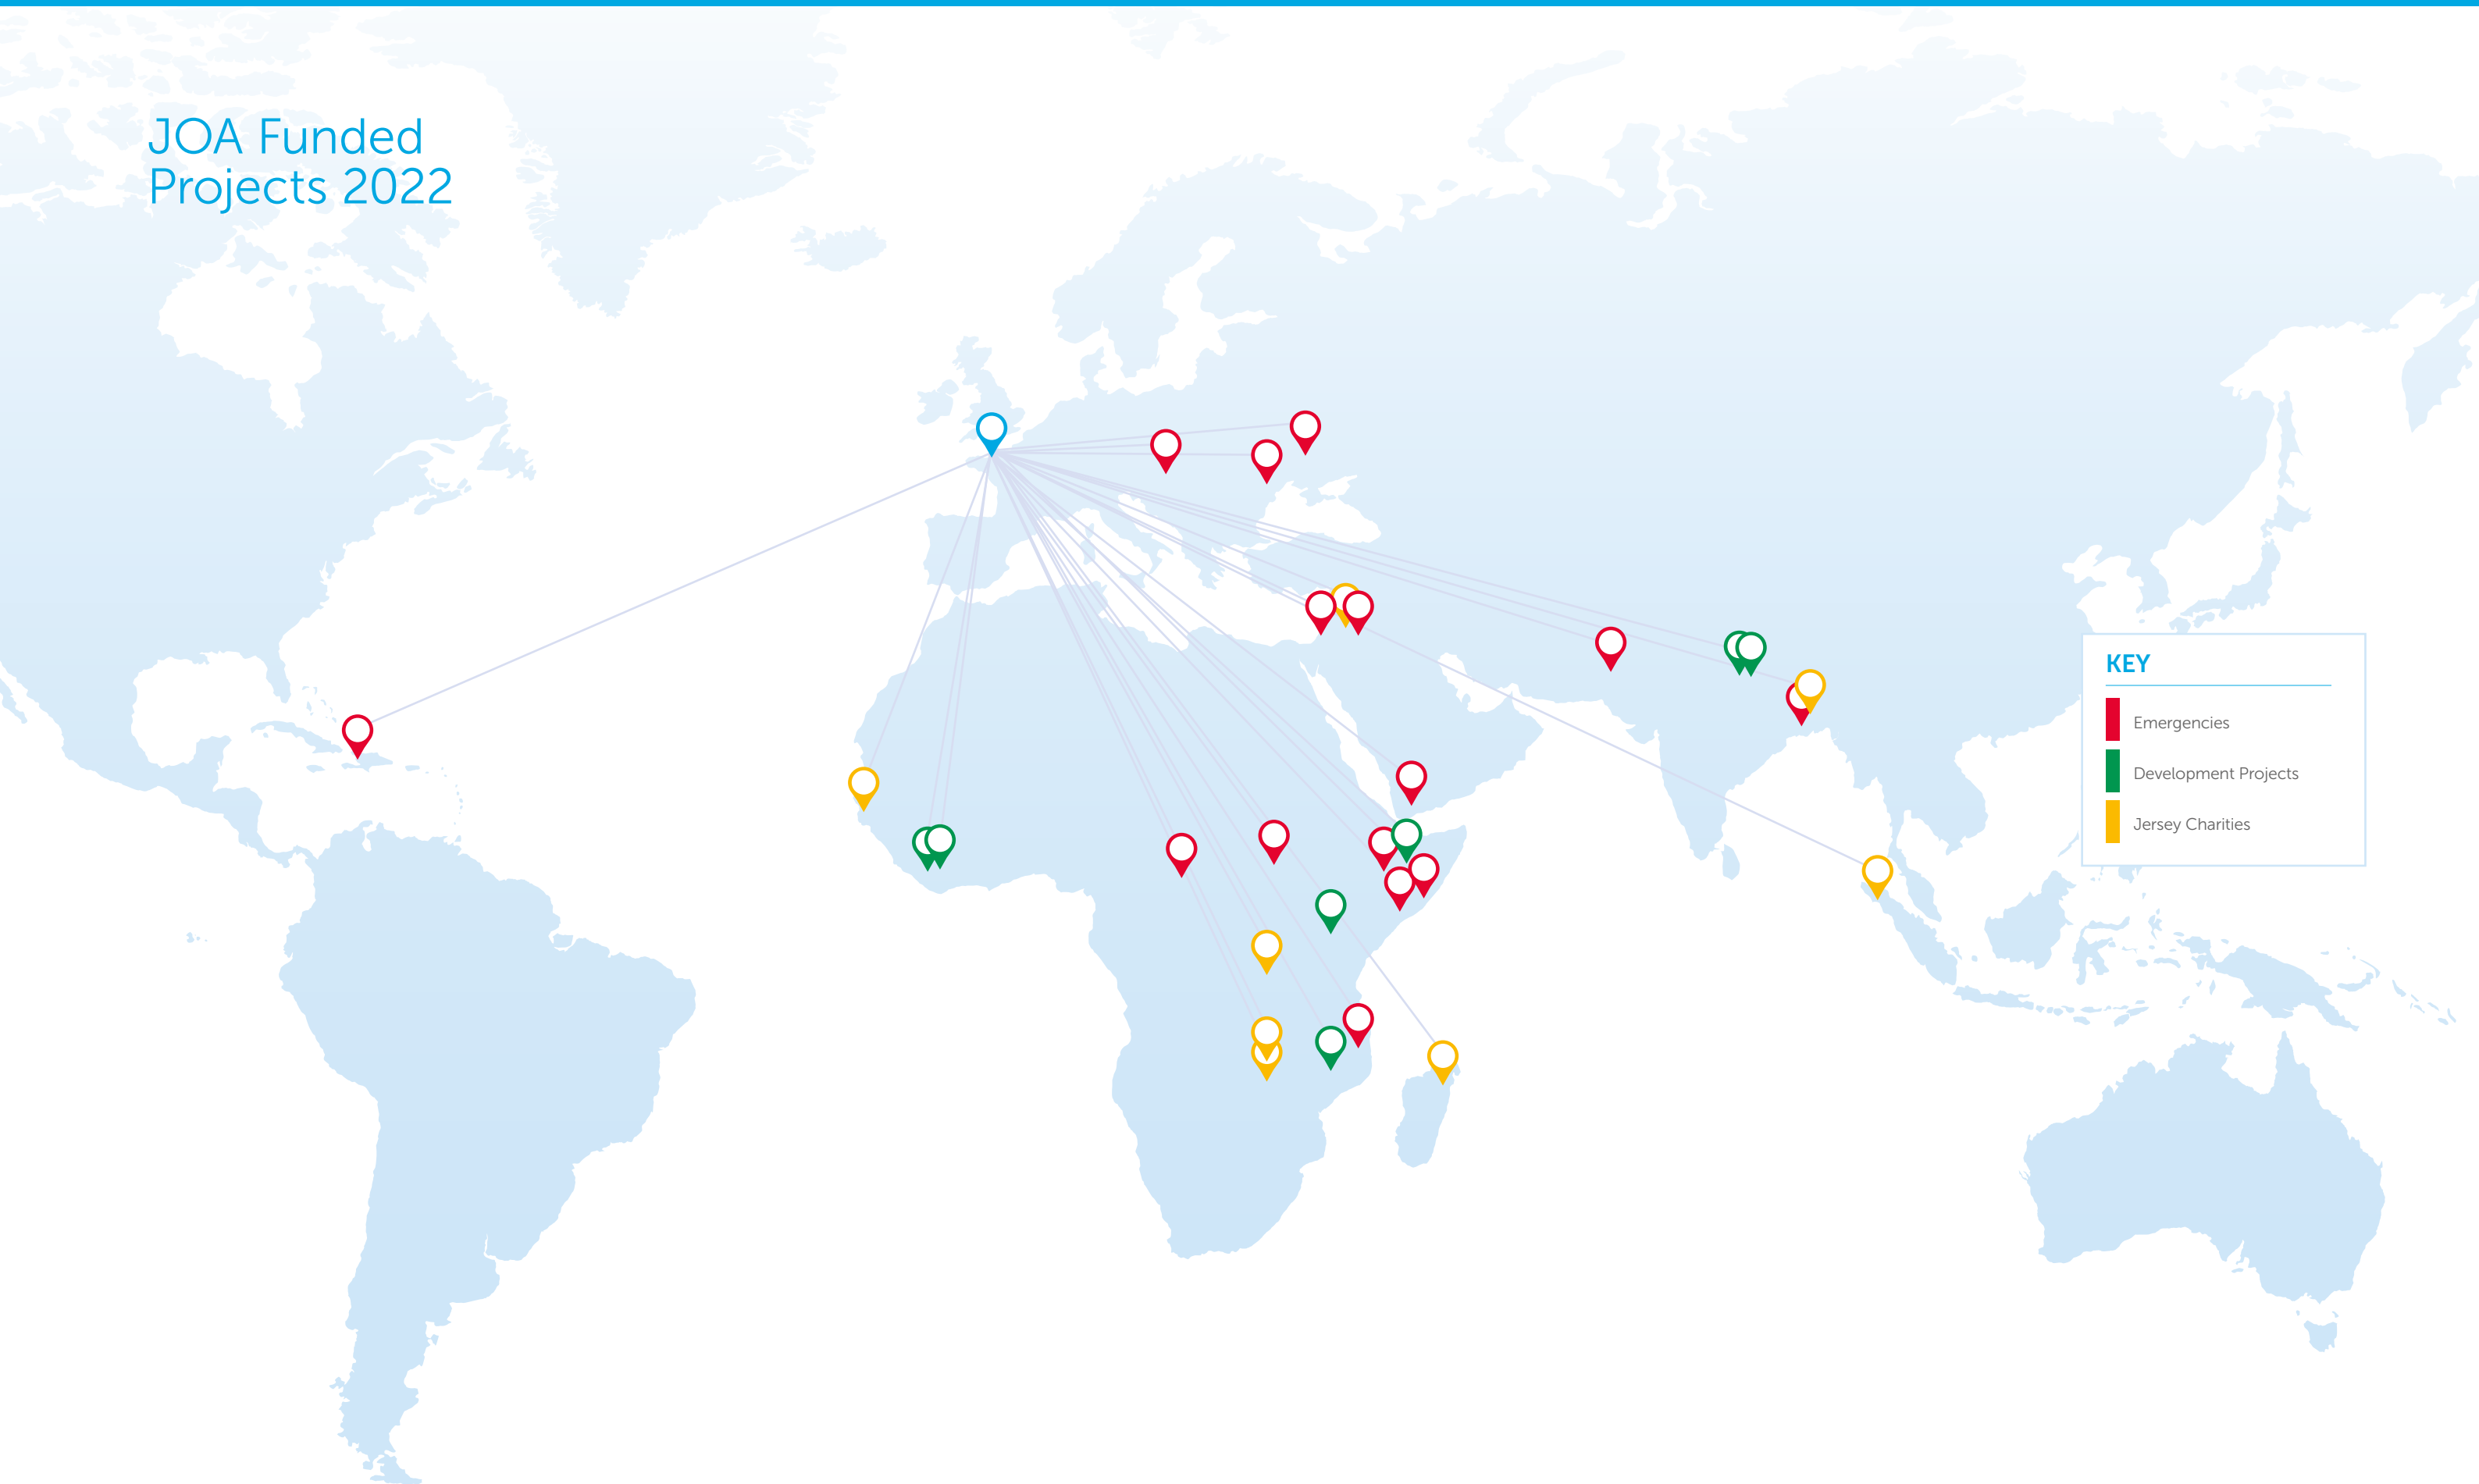 JOA Funded
Projects 2022
KEY
Emergencies
Development Projects
Jersey Charities